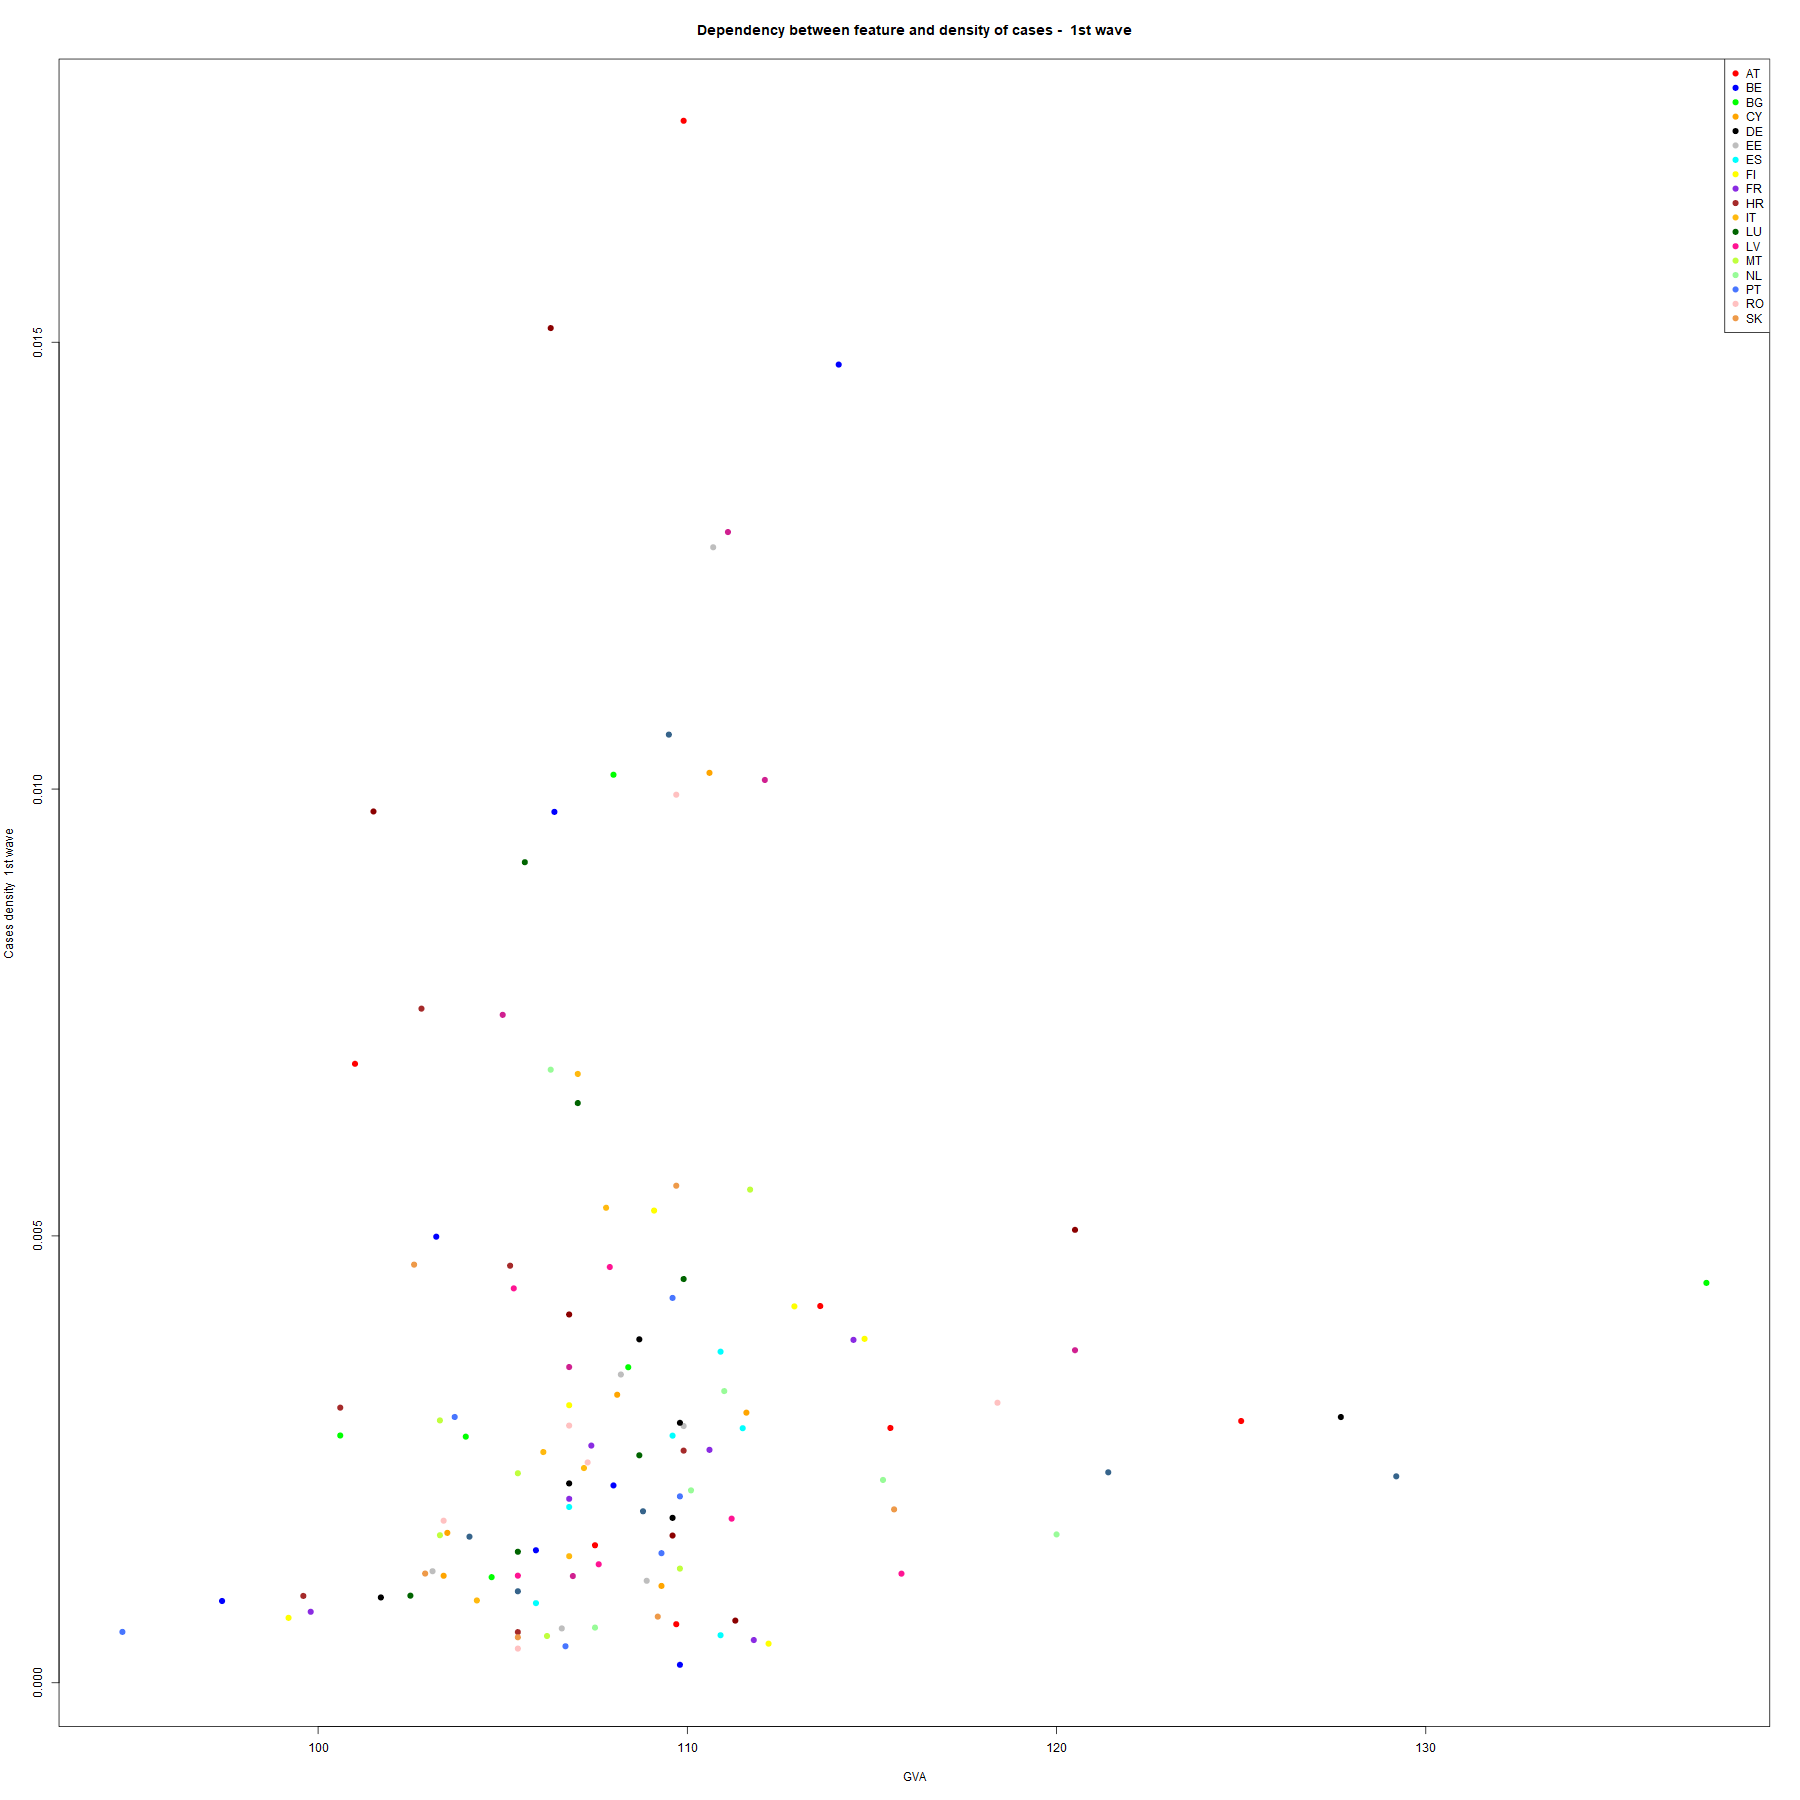 Dependency between feature and density of cases - 1st wave
AT
BE
BG
CY
DE
EE
ES
FI
FR
HR
IT
LU
LV
MT
NL
PT
RO
SK
0.015
0.010
0.005
0.000
Cases density 1st wave
100 110 120 130
GVA